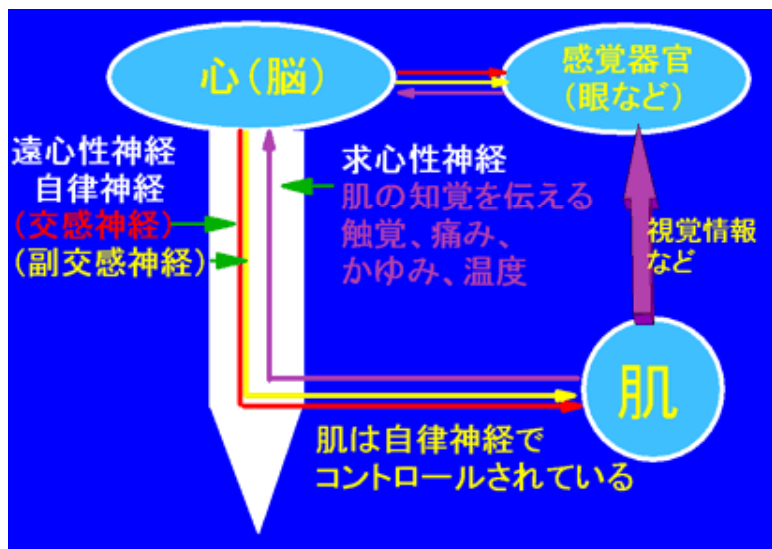 心(脳)
感覚器官
(眼など)
遠心性神経
自律神経
(交感神経)
(副交感神経)
求心性神経
肌の知覚を伝える
触覚、痛み、
かゆみ、温度
視覚情報
など
肌
肌は自律神経で
コントロールされている